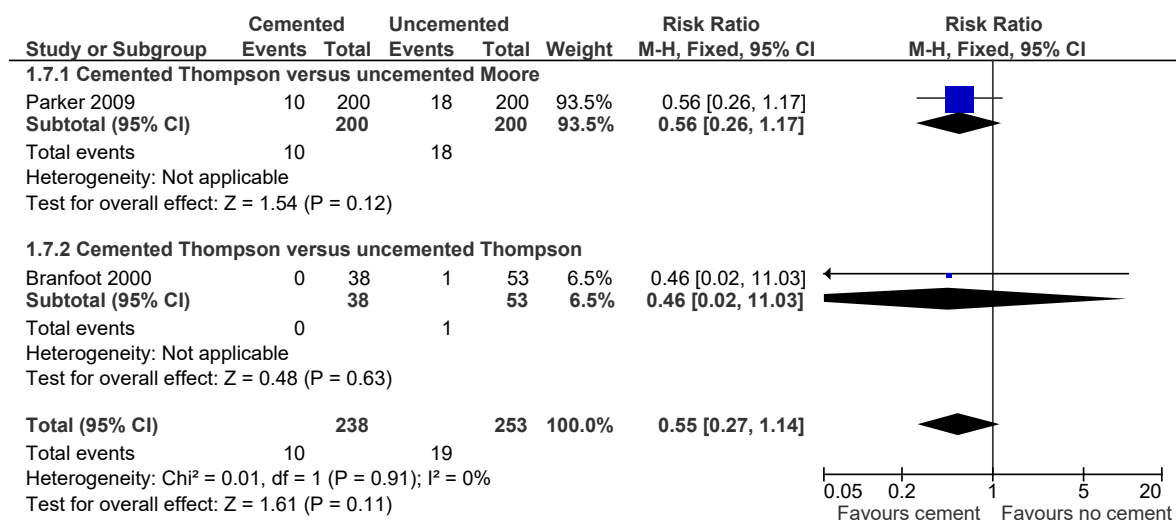 Cemented Uncemented Risk Ratio Risk Ratio
Study or Subgroup Events Total Events Total Weight M-H, Fixed, 95% CI M-H, Fixed, 95% CI
1.7.1 Cemented Thompson versus uncemented Moore
Parker 2009 10 200 18 200 93.5% 0.56 [0.26, 1.17]
Subtotal (95% CI) 200 200 93.5% 0.56 [0.26, 1.17]
Total events 10 18
Heterogeneity: Not applicable
Test for overall effect: Z = 1.54 (P = 0.12)
1.7.2 Cemented Thompson versus uncemented Thompson
Branfoot 2000 0 38 1 53 6.5% 0.46 [0.02, 11.03]
Subtotal (95% CI) 38 53 6.5% 0.46 [0.02, 11.03]
Total events 0 1
Heterogeneity: Not applicable
Test for overall effect: Z = 0.48 (P = 0.63)
Total (95% CI) 238 253 100.0% 0.55 [0.27, 1.14]
Total events 10 19
Heterogeneity: Chi² = 0.01, df = 1 (P = 0.91); I² = 0%
Test for overall effect: Z = 1.61 (P = 0.11)
0.05 0.2 1 5 20
Favours cement Favours no cement